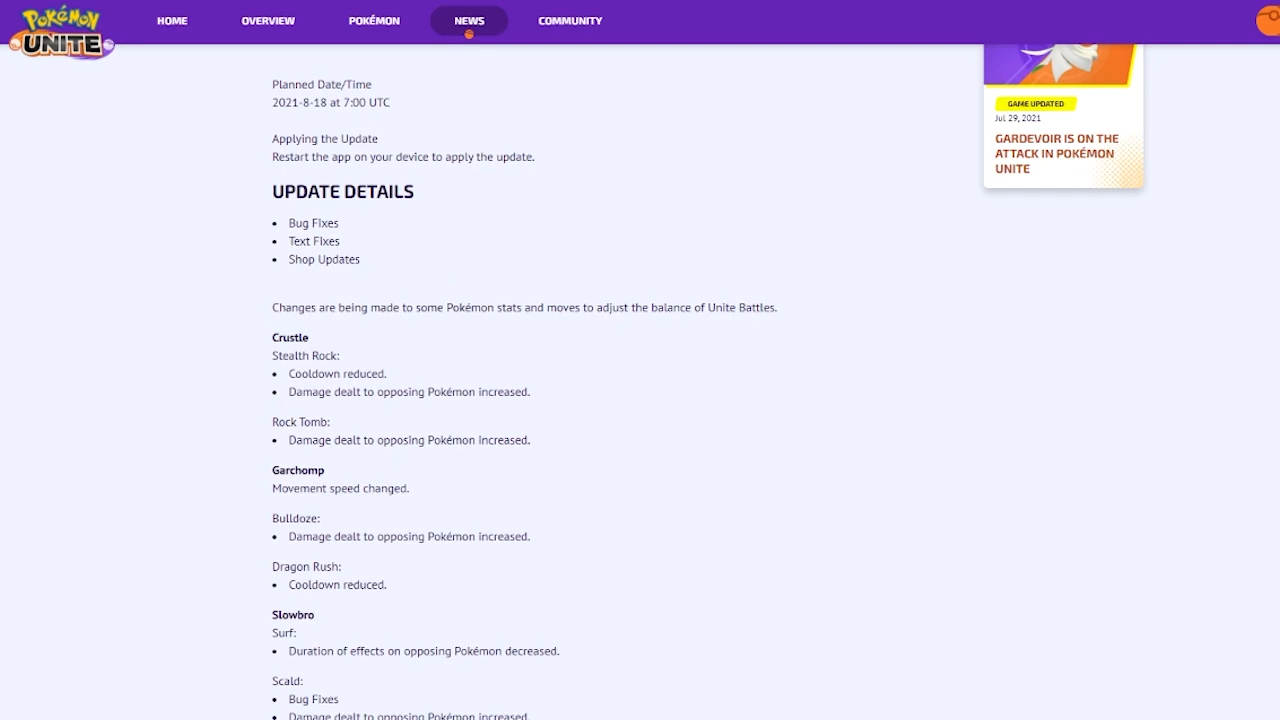 Pokémon
UNITE
HOME
OVERVIEW
POKÉMON
NEWS
COMMUNITY
Planned Date/Time
2021-8-18 at 7:00 UTC
Applying the Update
Restart the app on your device to apply the update.
UPDATE DETAILS
• Bug Fixes
• Text Fixes
• Shop Updates
Changes are being made to some Pokémon stats and moves to adjust the balance of Unite Battles.
Crustle
Stealth Rock:
• Cooldown reduced.
• Damage dealt to opposing Pokémon increased.
Rock Tomb:
• Damage dealt to opposing Pokémon increased.
Garchomp
Movement speed changed.
Bulldoze:
• Damage dealt to opposing Pokémon increased.
Dragon Rush:
• Cooldown reduced.
Slowbro
Surf:
• Duration of effects on opposing Pokémon decreased.
Scald:
• Bug Fixes
• Damage dealt to opposing Pokémon increased.
GAME UPDATED
Jul 29, 2021
GARDEVOIR IS ON THE
ATTACK IN POKÉMON
UNITE